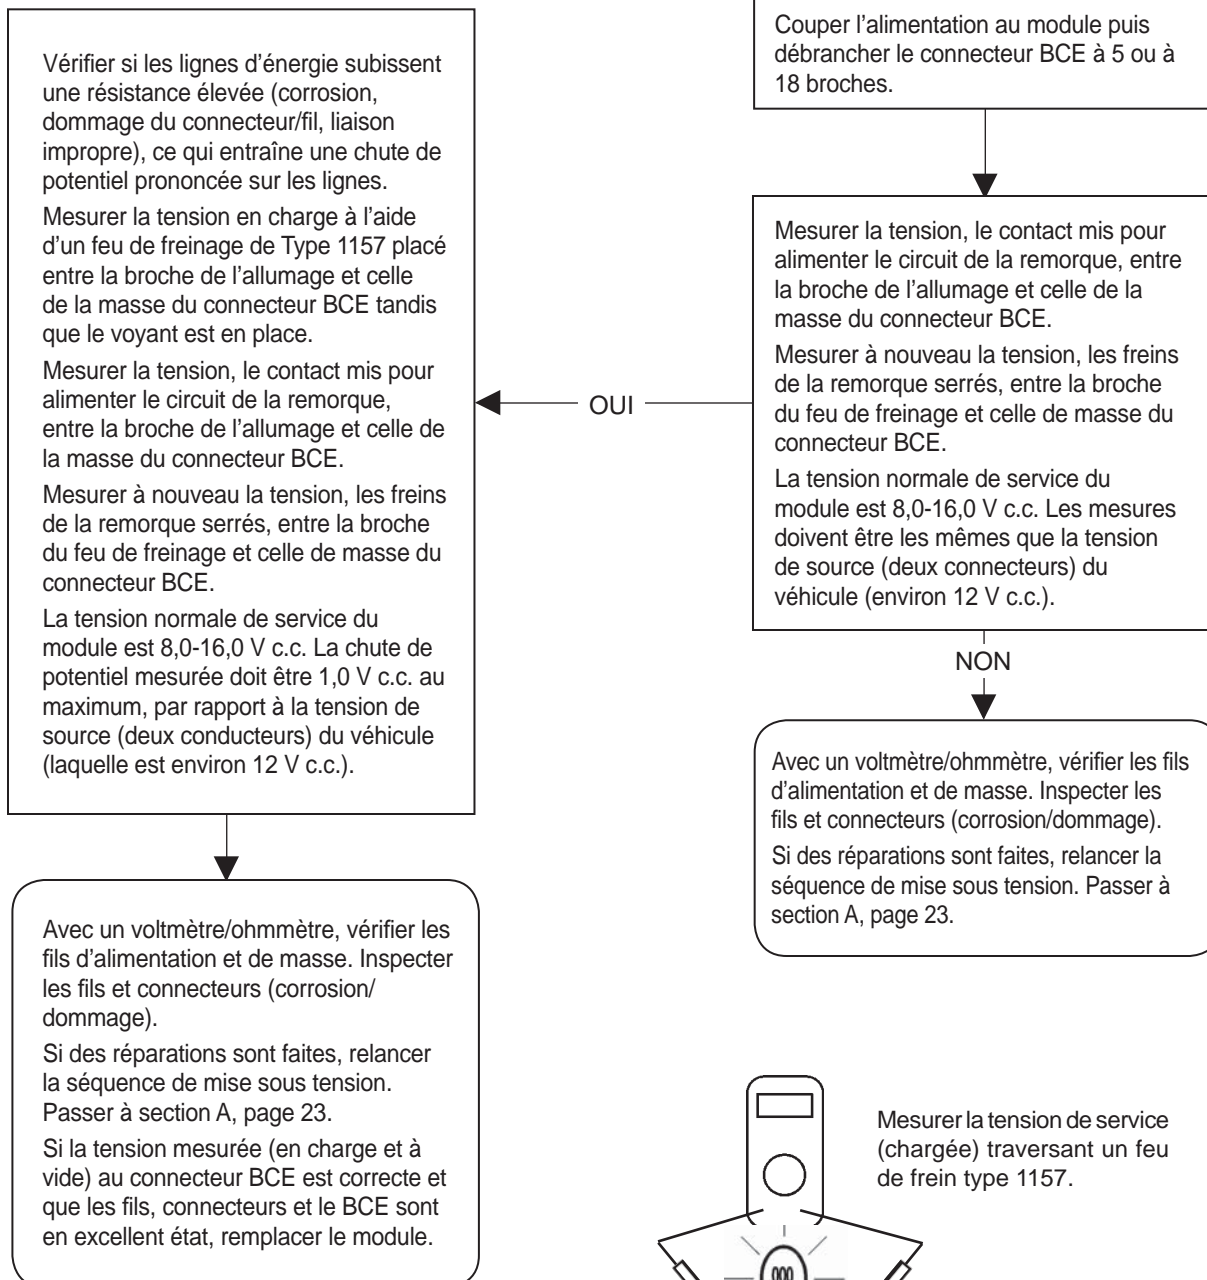 Couper l’alimentation au module puis
débrancher le connecteur BCE à 5 ou à
18 broches.
Mesurer la tension, le contact mis pour
alimenter le circuit de la remorque, entre
la broche de l’allumage et celle de la
masse du connecteur BCE.
Mesurer à nouveau la tension, les freins
de la remorque serrés, entre la broche
du feu de freinage et celle de masse du
connecteur BCE.
La tension normale de service du
module est 8,0-16,0 V c.c. Les mesures
doivent être les mêmes que la tension
de source (deux connecteurs) du
véhicule (environ 12 V c.c.).
OUI
Vérifier si les lignes d’énergie subissent
une résistance élevée (corrosion,
dommage du connecteur/fil, liaison
impropre), ce qui entraîne une chute de
potentiel prononcée sur les lignes.
Mesurer la tension en charge à l’aide
d’un feu de freinage de Type 1157 placé
entre la broche de l’allumage et celle
de la masse du connecteur BCE tandis
que le voyant est en place.
Mesurer la tension, le contact mis pour
alimenter le circuit de la remorque,
entre la broche de l’allumage et celle de
la masse du connecteur BCE.
Mesurer à nouveau la tension, les freins
de la remorque serrés, entre la broche
du feu de freinage et celle de masse du
connecteur BCE.
La tension normale de service du
module est 8,0-16,0 V c.c. La chute de
potentiel mesurée doit être 1,0 V c.c. au
maximum, par rapport à la tension de
source (deux conducteurs) du véhicule
(laquelle est environ 12 V c.c.).
Avec un voltmètre/ohmmètre, vérifier les
fils d’alimentation et de masse. Inspecter
les fils et connecteurs (corrosion/
dommage).
Si des réparations sont faites, relancer
la séquence de mise sous tension.
Passer à section A, page 23.
Si la tension mesurée (en charge et à
vide) au connecteur BCE est correcte et
que les fils, connecteurs et le BCE sont
en excellent état, remplacer le module.
NON
Avec un voltmètre/ohmmètre, vérifier les fils
d’alimentation et de masse. Inspecter les
fils et connecteurs (corrosion/dommage).
Si des réparations sont faites, relancer la
séquence de mise sous tension. Passer à
section A, page 23.
Mesurer la tension de service
(chargée) traversant un feu
de frein type 1157.